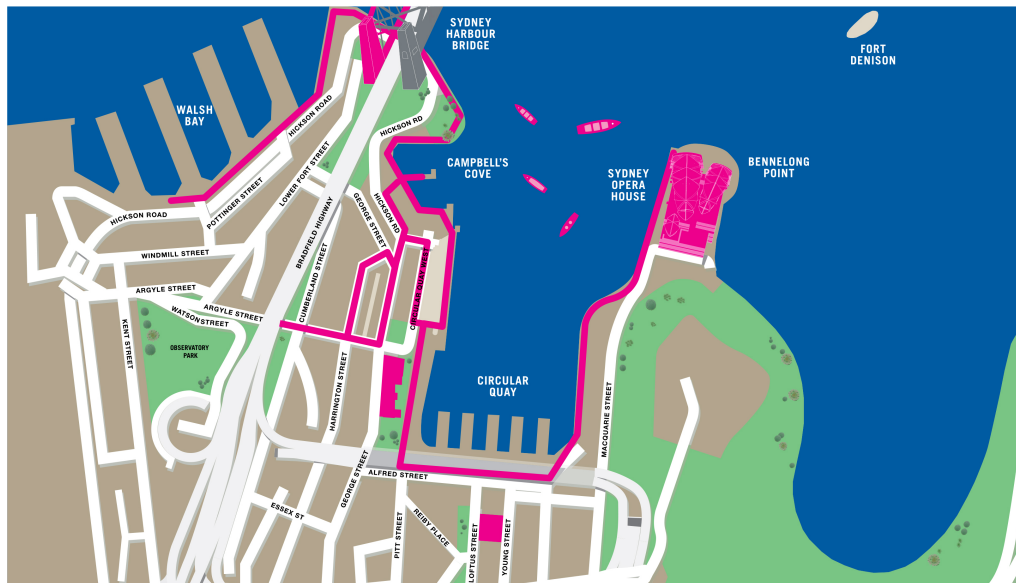 SYDNEY
HARBOUR
BRIDGE
FORT
DENISON
WALSH
BAY
HICKSON ROAD
HICKSON RD
LOWER FORT STREET
CAMPBELL'S
COVE
SYDNEY
OPERA
HOUSE
BENNELONG
POINT
POTTINGER STREET
HICKSON ROAD
GEORGE STREET
HICKSON RD
BRADFIELD HIGHWAY
WINDMILL STREET
CUMBERLAND STREET
CIRCULAR QUAY WEST
ARGYLE STREET
ARGYLE STREET
WATSON STREET
KENT STREET
OBSERVATORY
PARK
HARRINGTON STREET
CIRCULAR
QUAY
MACQUARIE STREET
GEORGE STREET
ALFRED STREET
ESSEX ST
PITT STREET
REIBY PLACE
LOFTUS STREET
YOUNG STREET